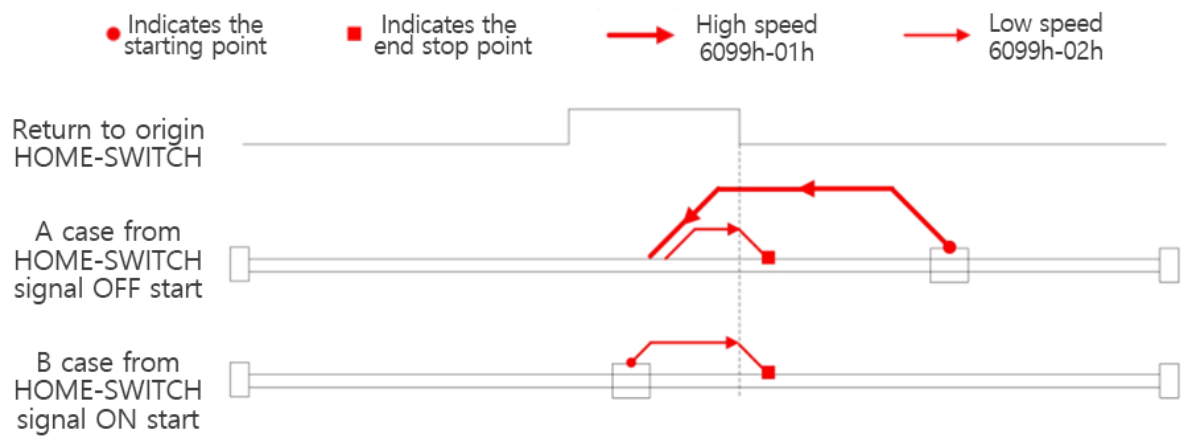 Indicates the
starting point
Indicates the
end stop point
High speed
6099h-01h
Low speed
6099h-02h
Return to origin
HOME-SWITCH
A case from
HOME-SWITCH
signal OFF start
B case from
HOME-SWITCH
signal ON start